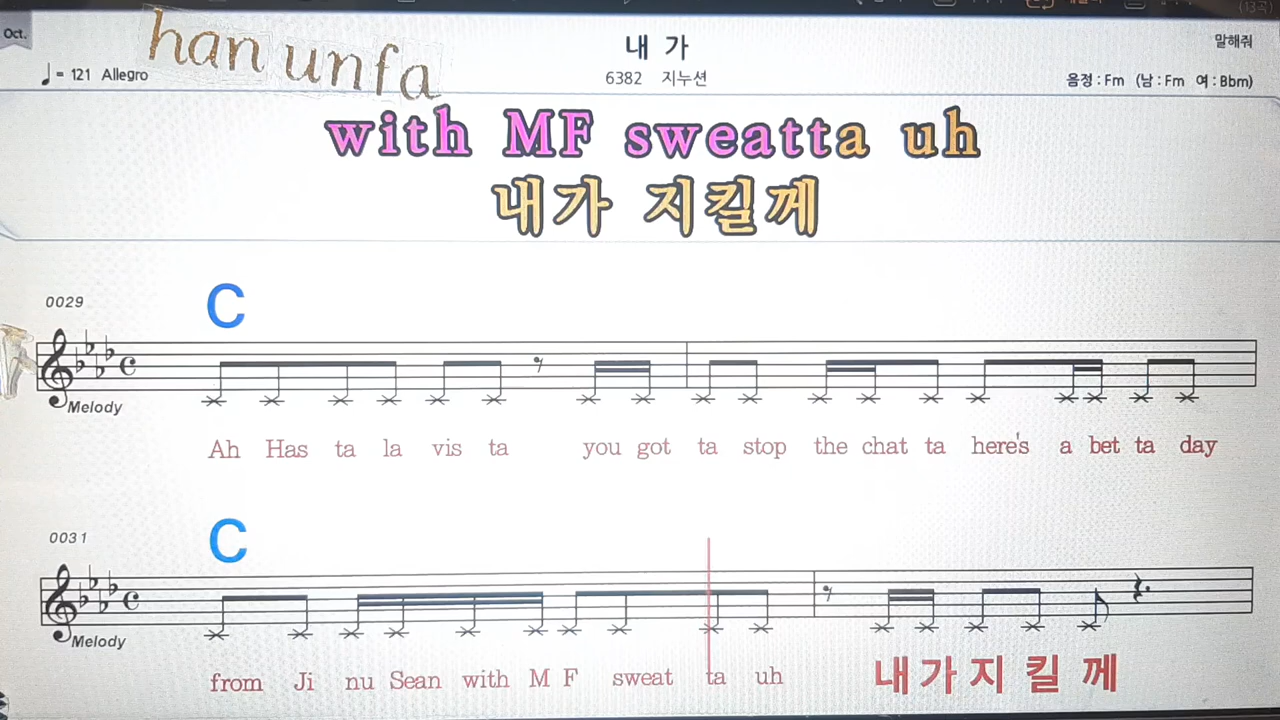 (13곡)
Oct.
han unfa
내 가
말해줘
♩= 121 Allegro
6382 지누션
음정 : Fm (남 : Fm 여 : Bbm)
with MF sweatta uh
내가 지킬께
0029
C
Melody
Ah Has ta la vis ta you got ta stop the chat ta here's a bet ta day
0031
C
Melody
from Ji nu Sean with M F sweat ta uh 내 가 지 킬 께